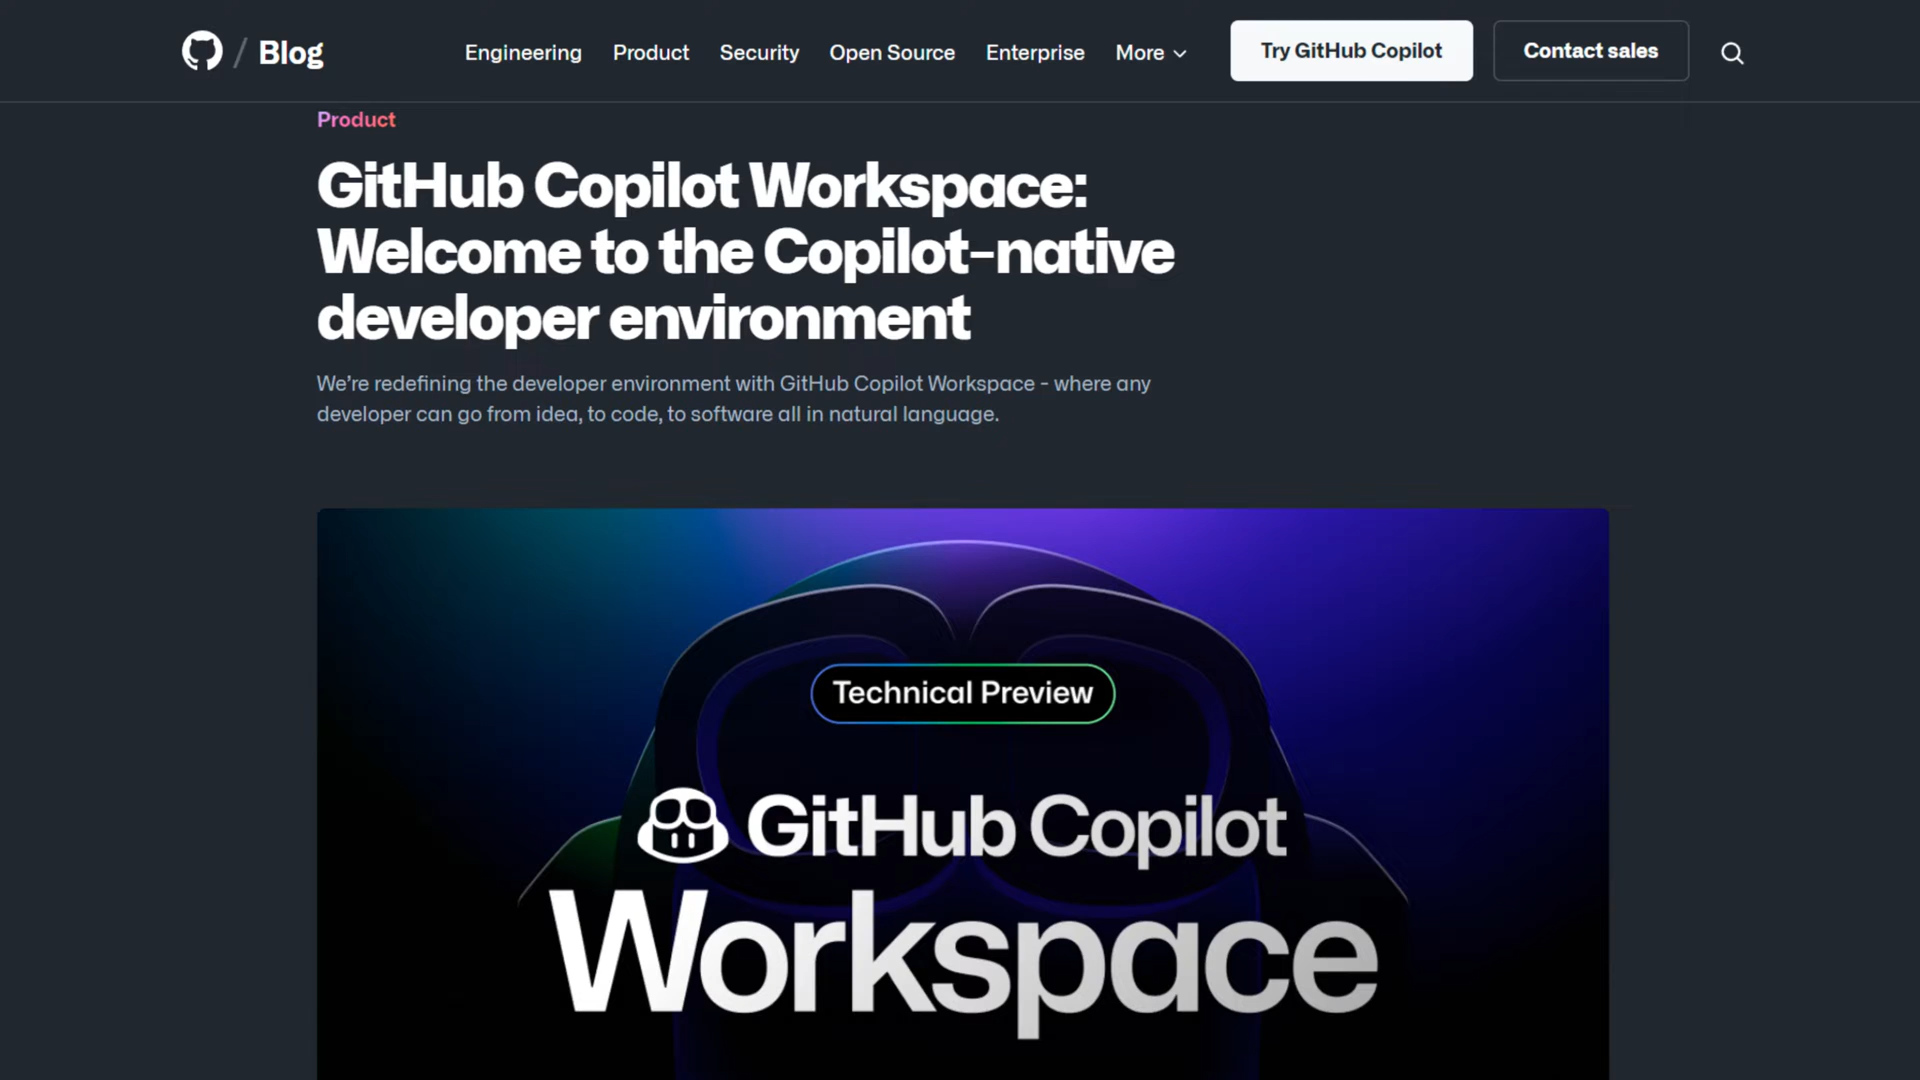 / Blog
Engineering
Product
Security
Open Source
Enterprise
More
Try GitHub Copilot
Contact sales
Product
GitHub Copilot Workspace:
Welcome to the Copilot-native
developer environment
We’re redefining the developer environment with GitHub Copilot Workspace - where any
developer can go from idea, to code, to software all in natural language.
Technical Preview
GitHub Copilot
Workspace